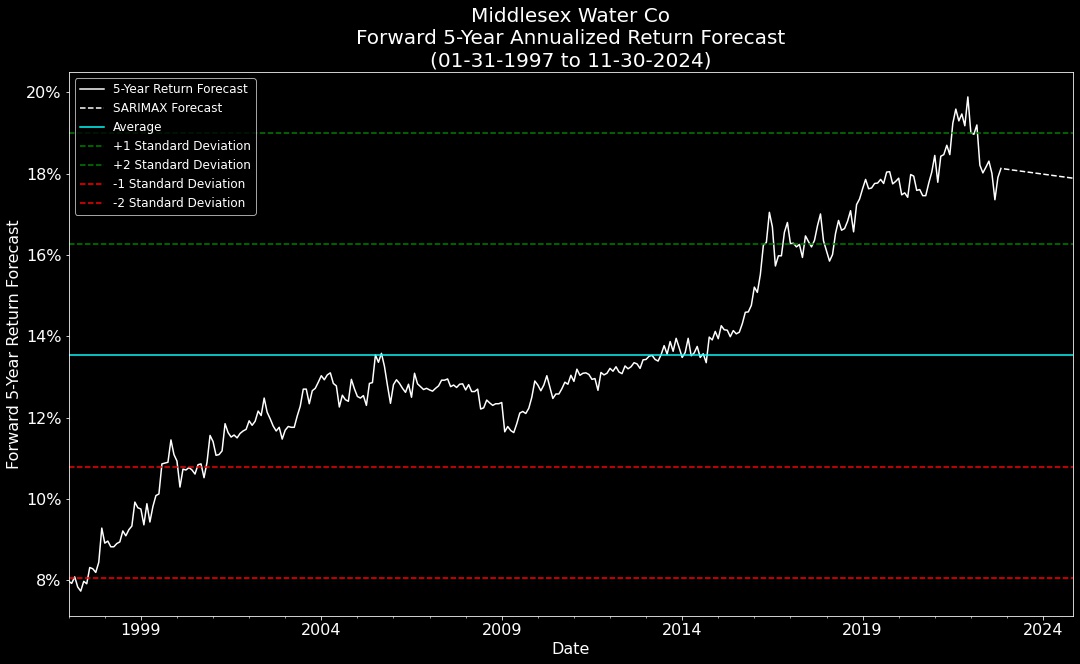 Middlesex Water Co
Forward 5-Year Annualized Return Forecast
(01-31-1997 to 11-30-2024)
5-Year Return Forecast
SARIMAX Forecast
Average
+1 Standard Deviation
+2 Standard Deviation
-1 Standard Deviation
-2 Standard Deviation
Forward 5-Year Return Forecast
20%
18%
16%
14%
12%
10%
8%
1999 2004 2009 2014 2019 2024
Date